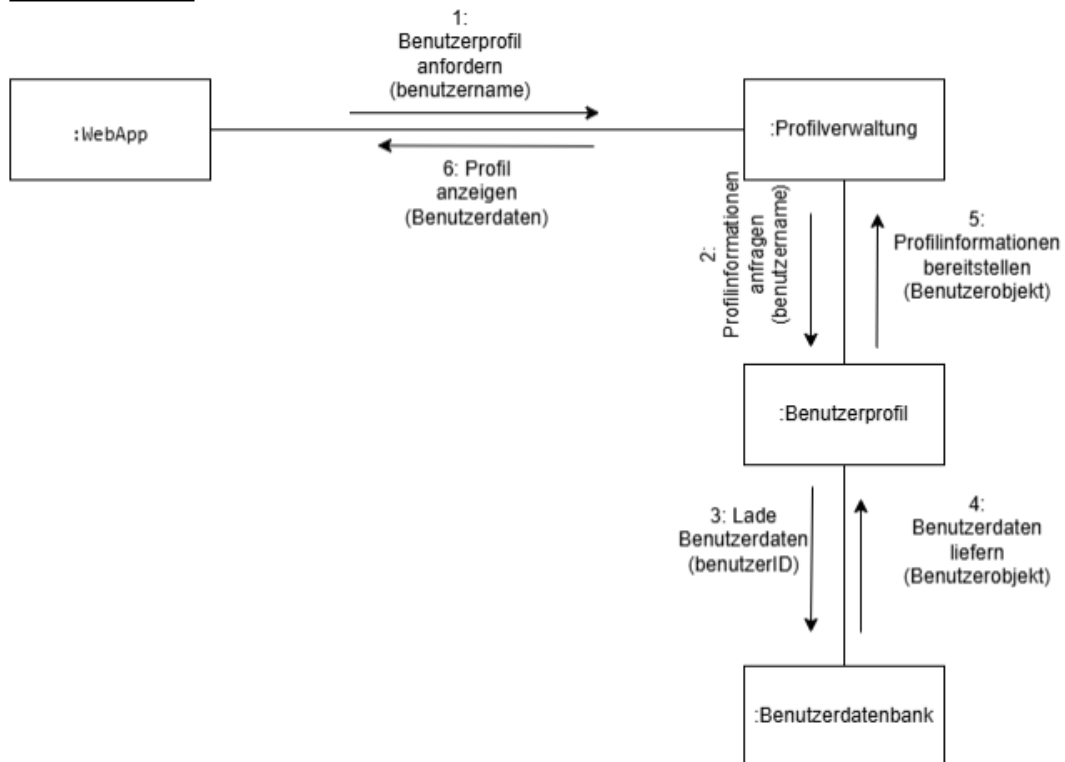 1:
Benutzerprofil
anfordern
(benutzername)
:WebApp
:Profilverwaltung
6: Profil
anzeigen
(Benutzerdaten)
2:
Profilinformationen
anfragen
(benutzername)
5:
Profilinformationen
bereitstellen
(Benutzerobjekt)
:Benutzerprofil
3: Lade
Benutzerdaten
(benutzerID)
4:
Benutzerdaten
liefern
(Benutzerobjekt)
:Benutzerdatenbank